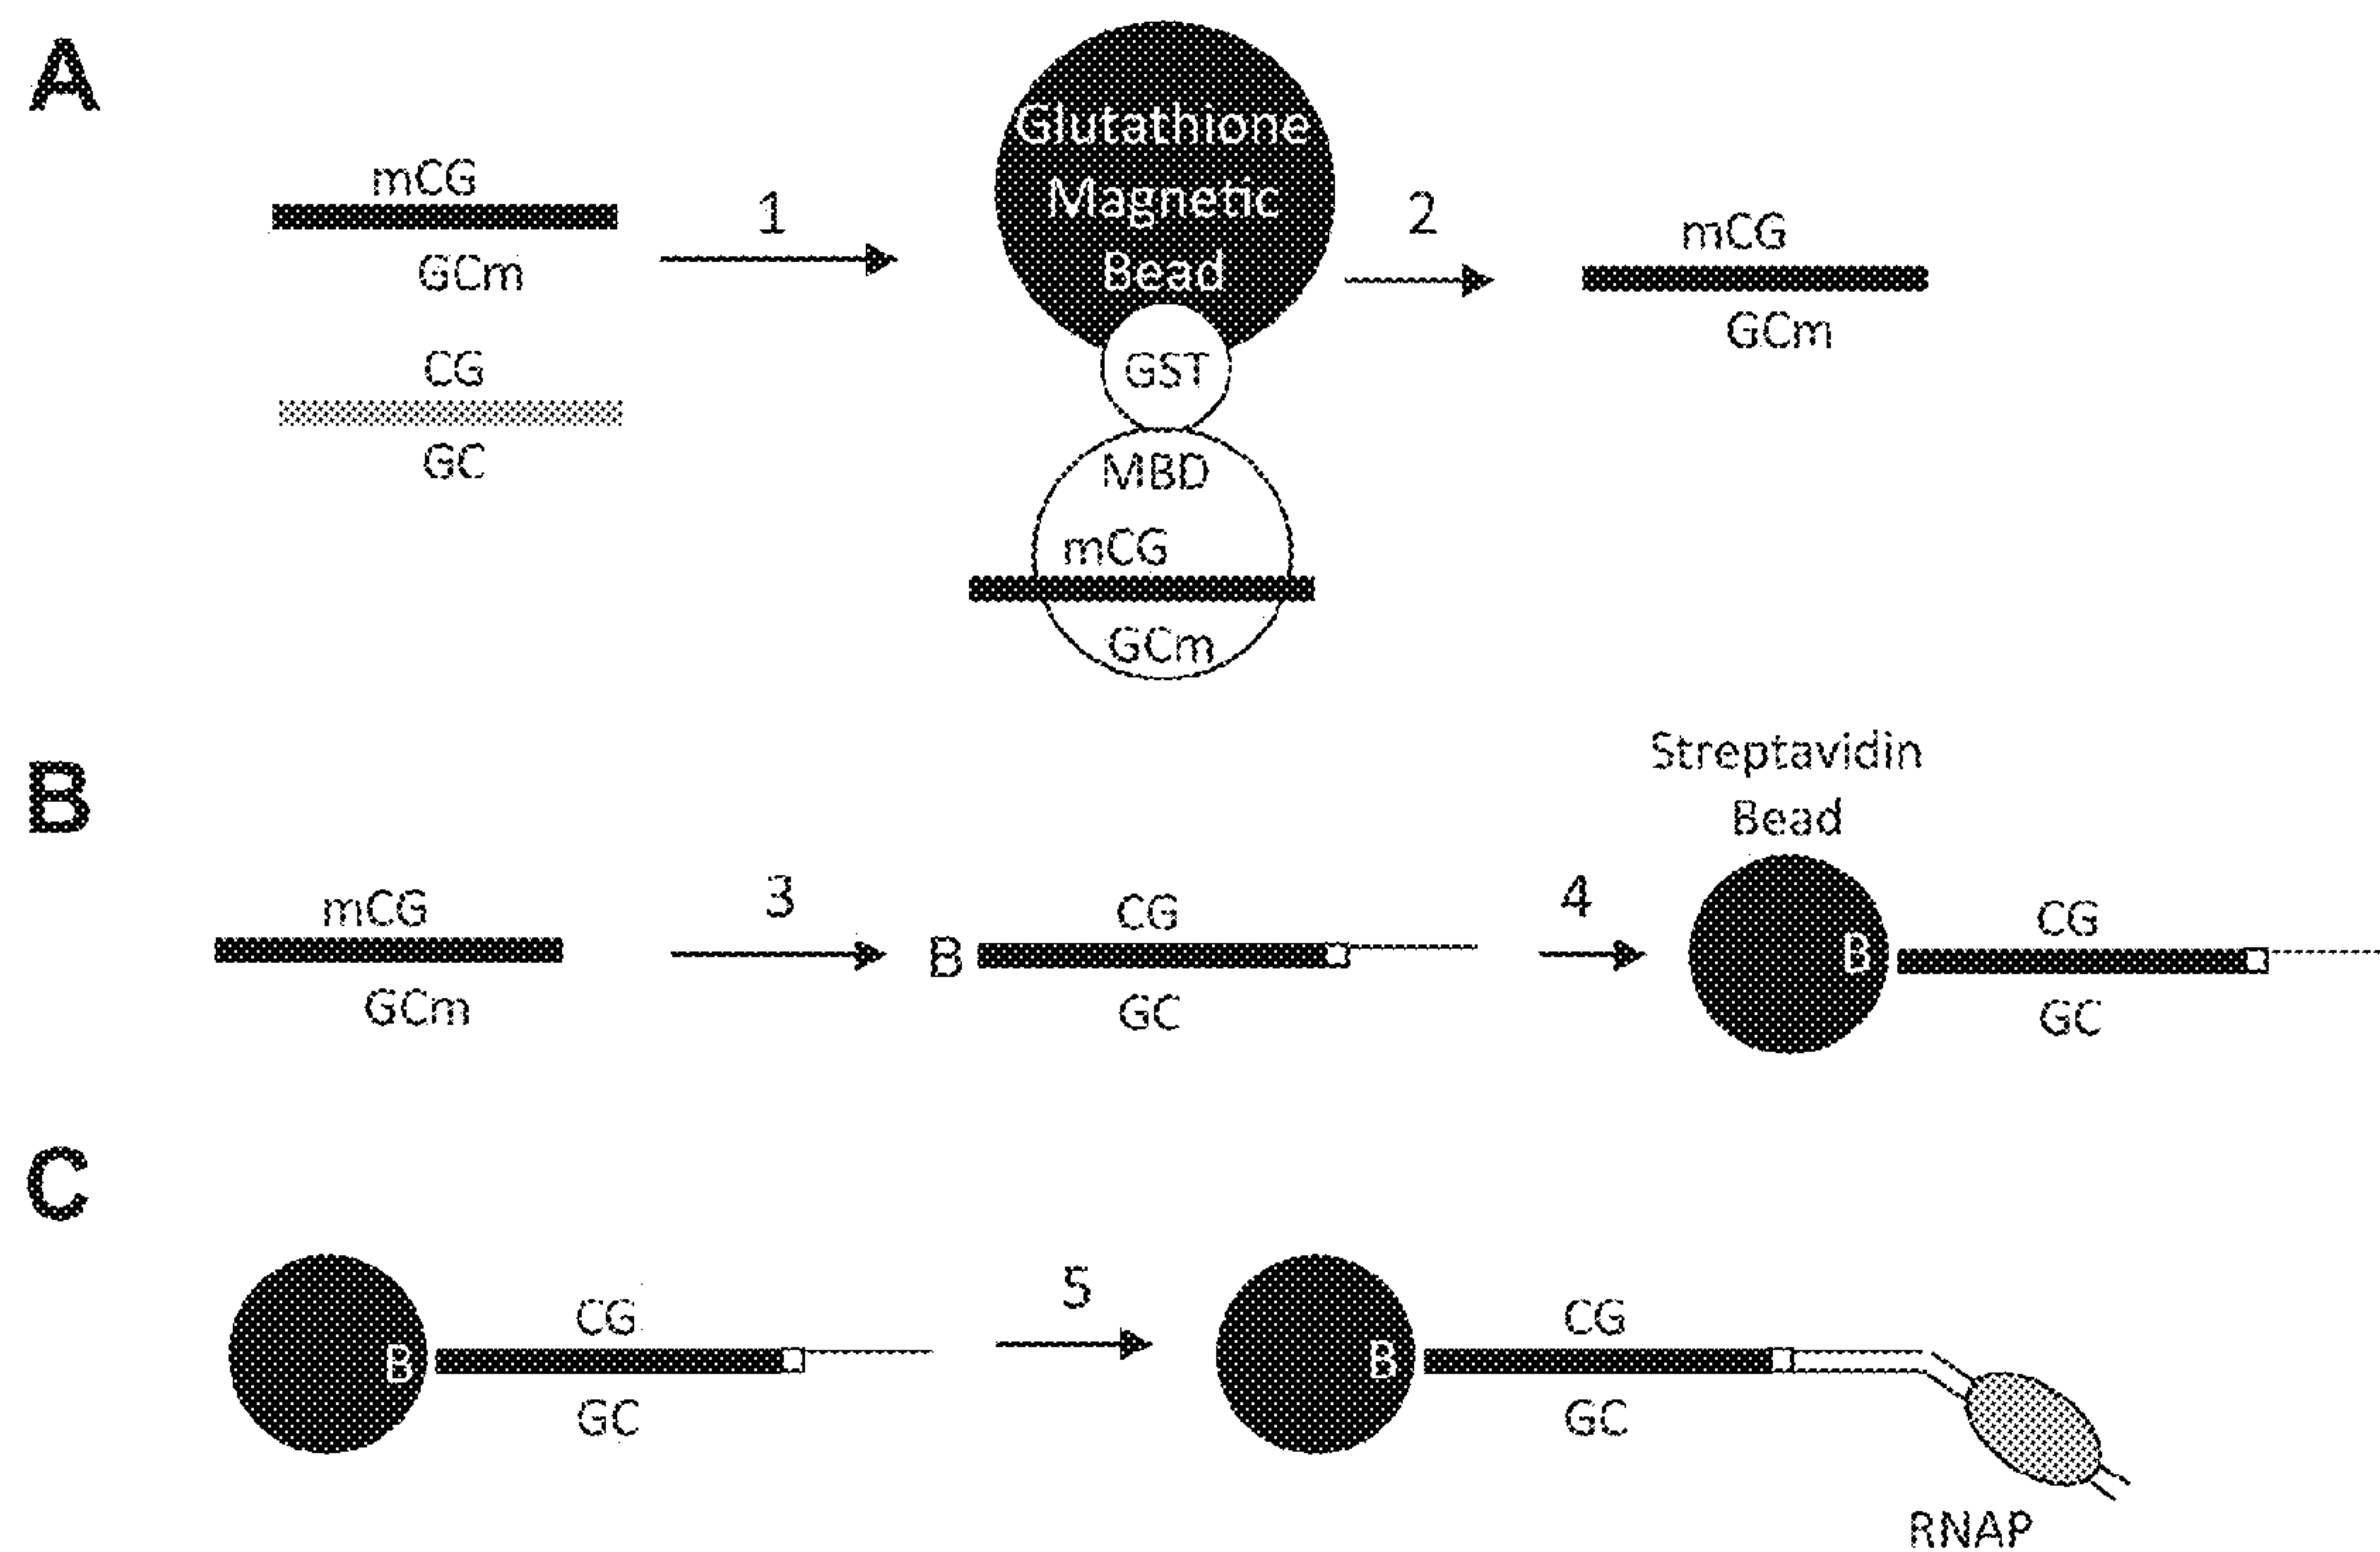 A
mCG
GCm
CG
GC
1
Glutathione
Magnetic
Bead
GST
MBD
mCG
GCm
2
mCG
GCm
B
mCG
GCm
3
B
CG
GC
4
Streptavidin
Bead
B
CG
GC
C
B
CG
GC
5
B
CG
GC
RNAP